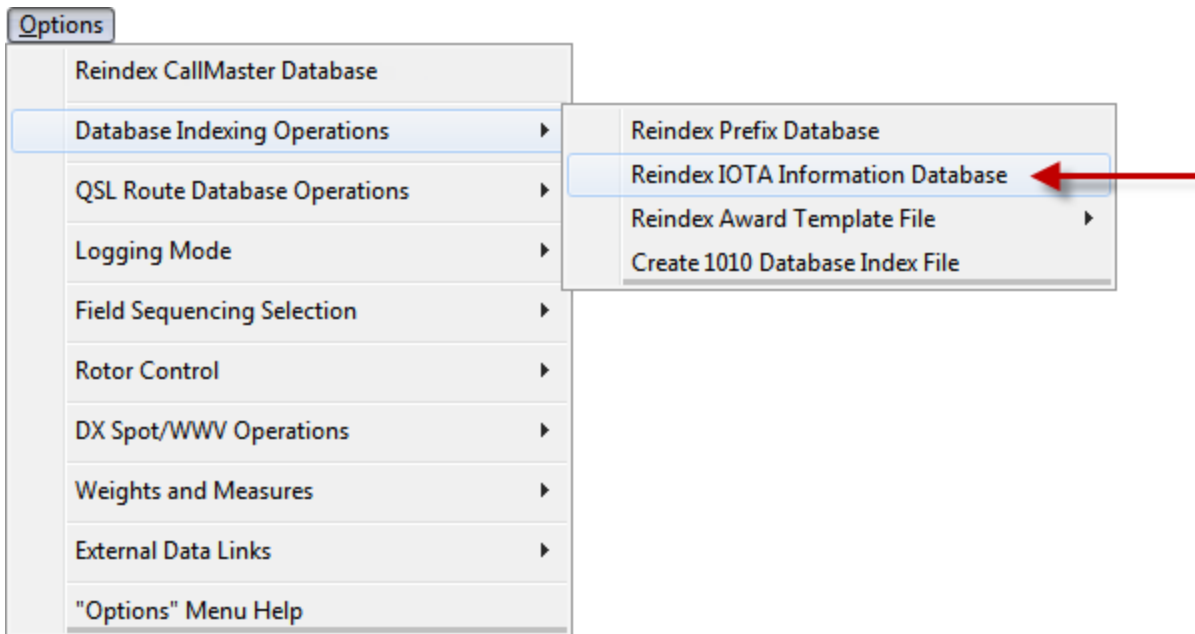 Options
Reindex CallMaster Database
Database Indexing Operations
QSL Route Database Operations
Logging Mode
Field Sequencing Selection
Rotor Control
DX Spot/WWV Operations
Weights and Measures
External Data Links
"Options" Menu Help
Reindex Prefix Database
Reindex IOTA Information Database
Reindex Award Template File
Create 1010 Database Index File